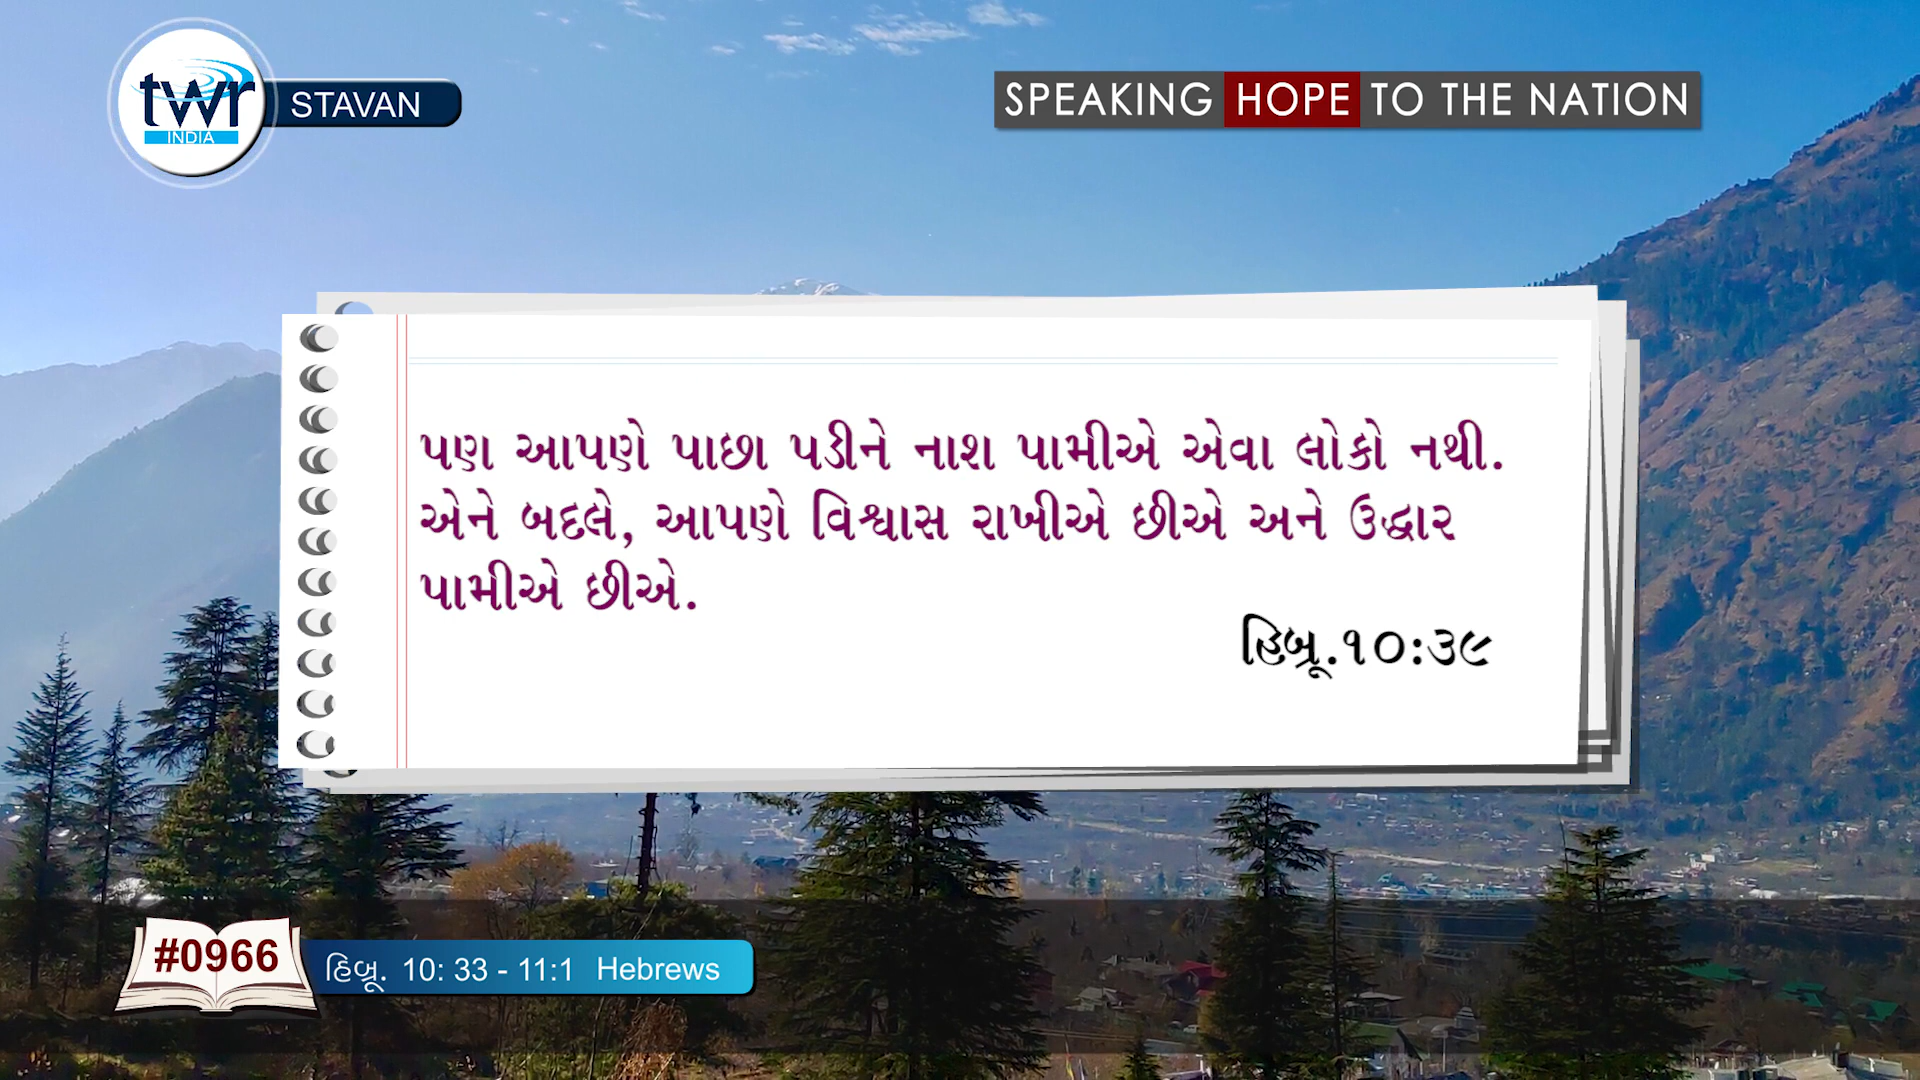 twr
INDIA
STAVAN
SPEAKING HOPE TO THE NATION
પણ આપણે પાછા પડીને નાશ પામીએ એવા લોકો નથી.
એને બદલે, આપણે વિશ્વાસ રાખીએ છીએ અને ઉદ્ધાર
પામીએ છીએ.
હિબ્રૂ.૧૦:૩૯
#0966
હિબ્રૂ. 10: 33 - 11:1 Hebrews